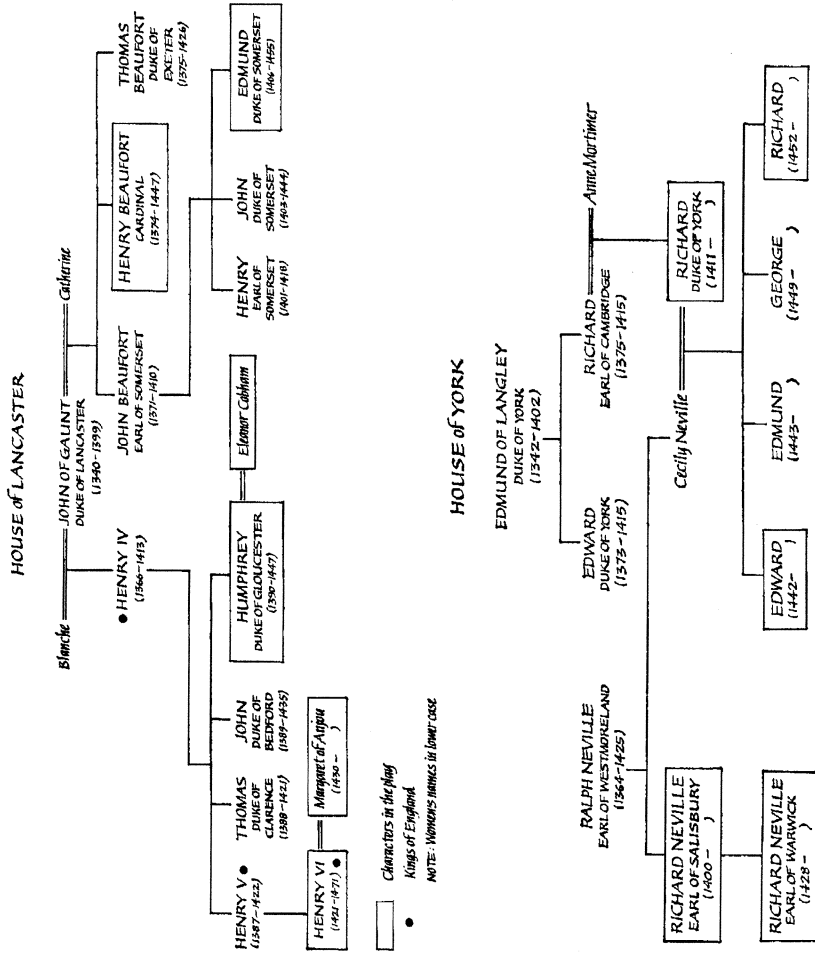 HOUSE of LANCASTER
Blanche
JOHN OF GAUNT
DUKE OF LANCASTER
(1340-1399)
Catherine
● HENRY IV
(1366-1413)
JOHN BEAUFORT
EARL OF SOMERSET
(1371-1410)
HENRY BEAUFORT
CARDINAL
(1374-1447)
THOMAS
BEAUFORT
DUKE OF
EXETER
(1375-1426)
HENRY V ●
(1387-1422)
THOMAS
DUKE OF
CLARENCE
(1388-1421)
JOHN
DUKE OF
BEDFORD
(1389-1435)
HUMPHREY
DUKE OF GLOUCESTER
(1390-1447)
Eleanor Cobham
HENRY
EARL OF
SOMERSET
(1401-1418)
JOHN
DUKE OF
SOMERSET
(1403-1444)
EDMUND
DUKE OF SOMERSET
(1406-1455)
HENRY VI
(1421-1471) ●
Margaret of Anjou
(1430- )
Characters in the play
● Kings of England
NOTE: Women's names in lower case
HOUSE of YORK
EDMUND OF LANGLEY
DUKE OF YORK
(1342-1402)
RALPH NEVILLE
EARL OF WESTMORELAND
(1364-1425)
EDWARD
DUKE OF YORK
(1373-1415)
RICHARD
EARL OF CAMBRIDGE
(1375-1415)
Anne Mortimer
RICHARD NEVILLE
EARL OF SALISBURY
(1400- )
Cecily Neville
RICHARD
DUKE OF YORK
(1411- )
RICHARD NEVILLE
EARL OF WARWICK
(1428- )
EDWARD
(1442- )
EDMUND
(1443- )
GEORGE
(1449- )
RICHARD
(1452- )